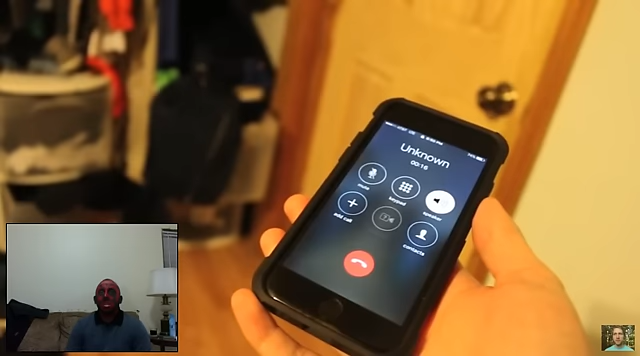 Unknown
00:16
mute
keypad
speaker
add call
contacts